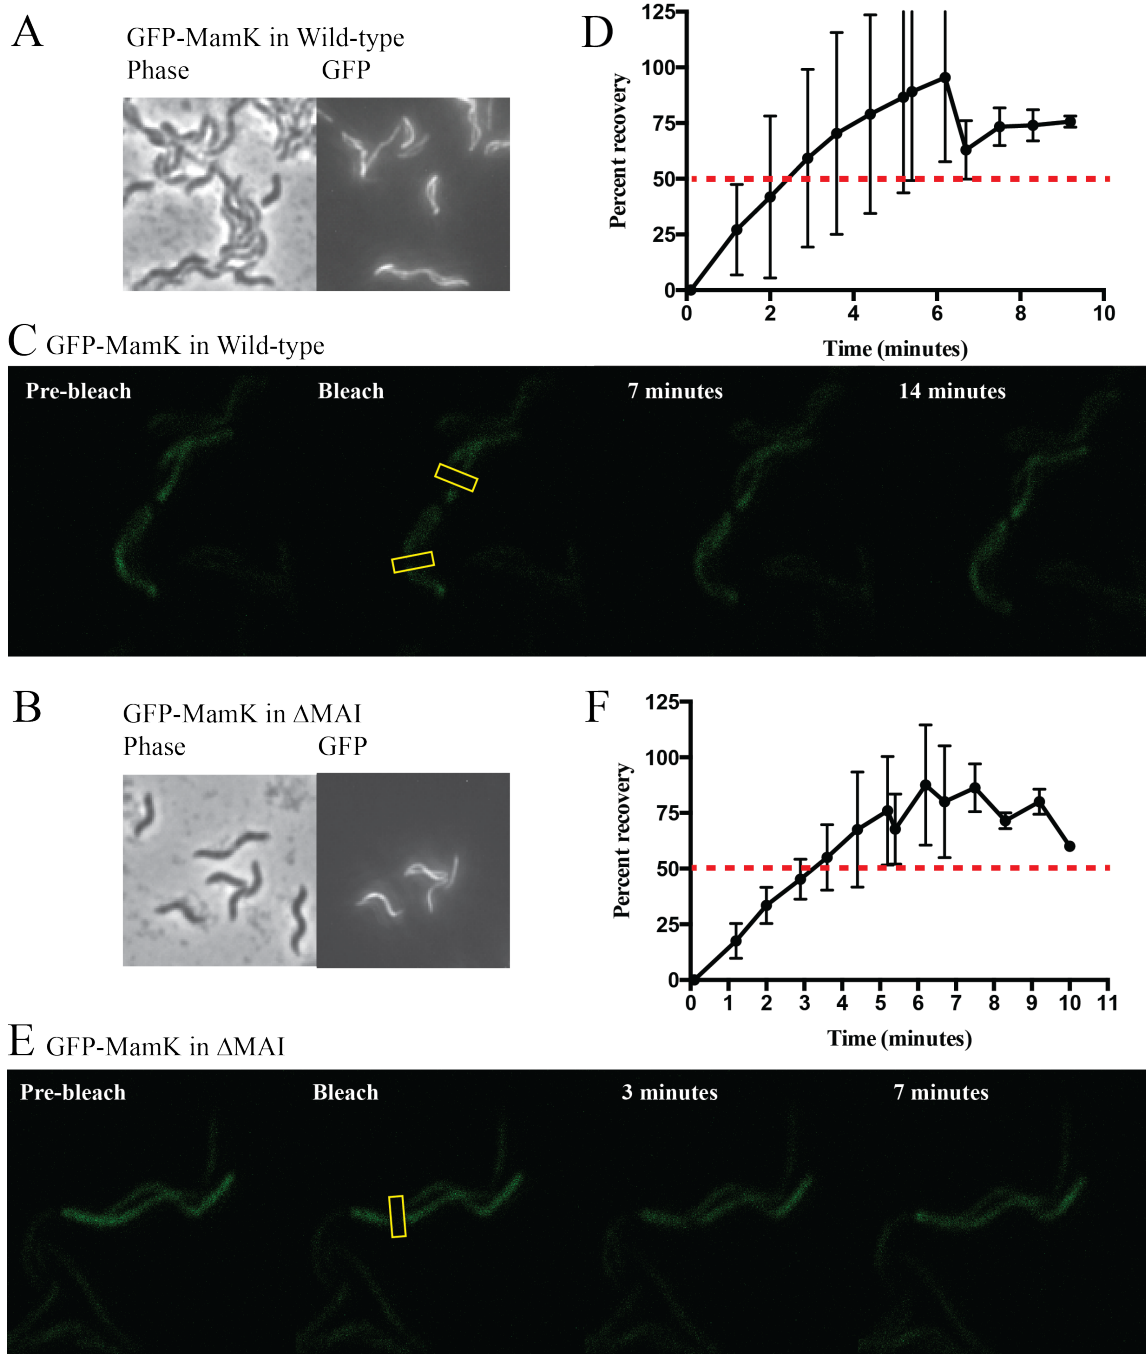 A
GFP-MamK in Wild-type
Phase GFP
D
125
100
75
50
25
0
Percent recovery
0 2 4 6 8 10
Time (minutes)
C GFP-MamK in Wild-type
Pre-bleach Bleach 7 minutes 14 minutes
B
GFP-MamK in ΔMAI
Phase GFP
F
125
100
75
50
25
0
Percent recovery
0 1 2 3 4 5 6 7 8 9 10 11
Time (minutes)
E GFP-MamK in ΔMAI
Pre-bleach Bleach 3 minutes 7 minutes